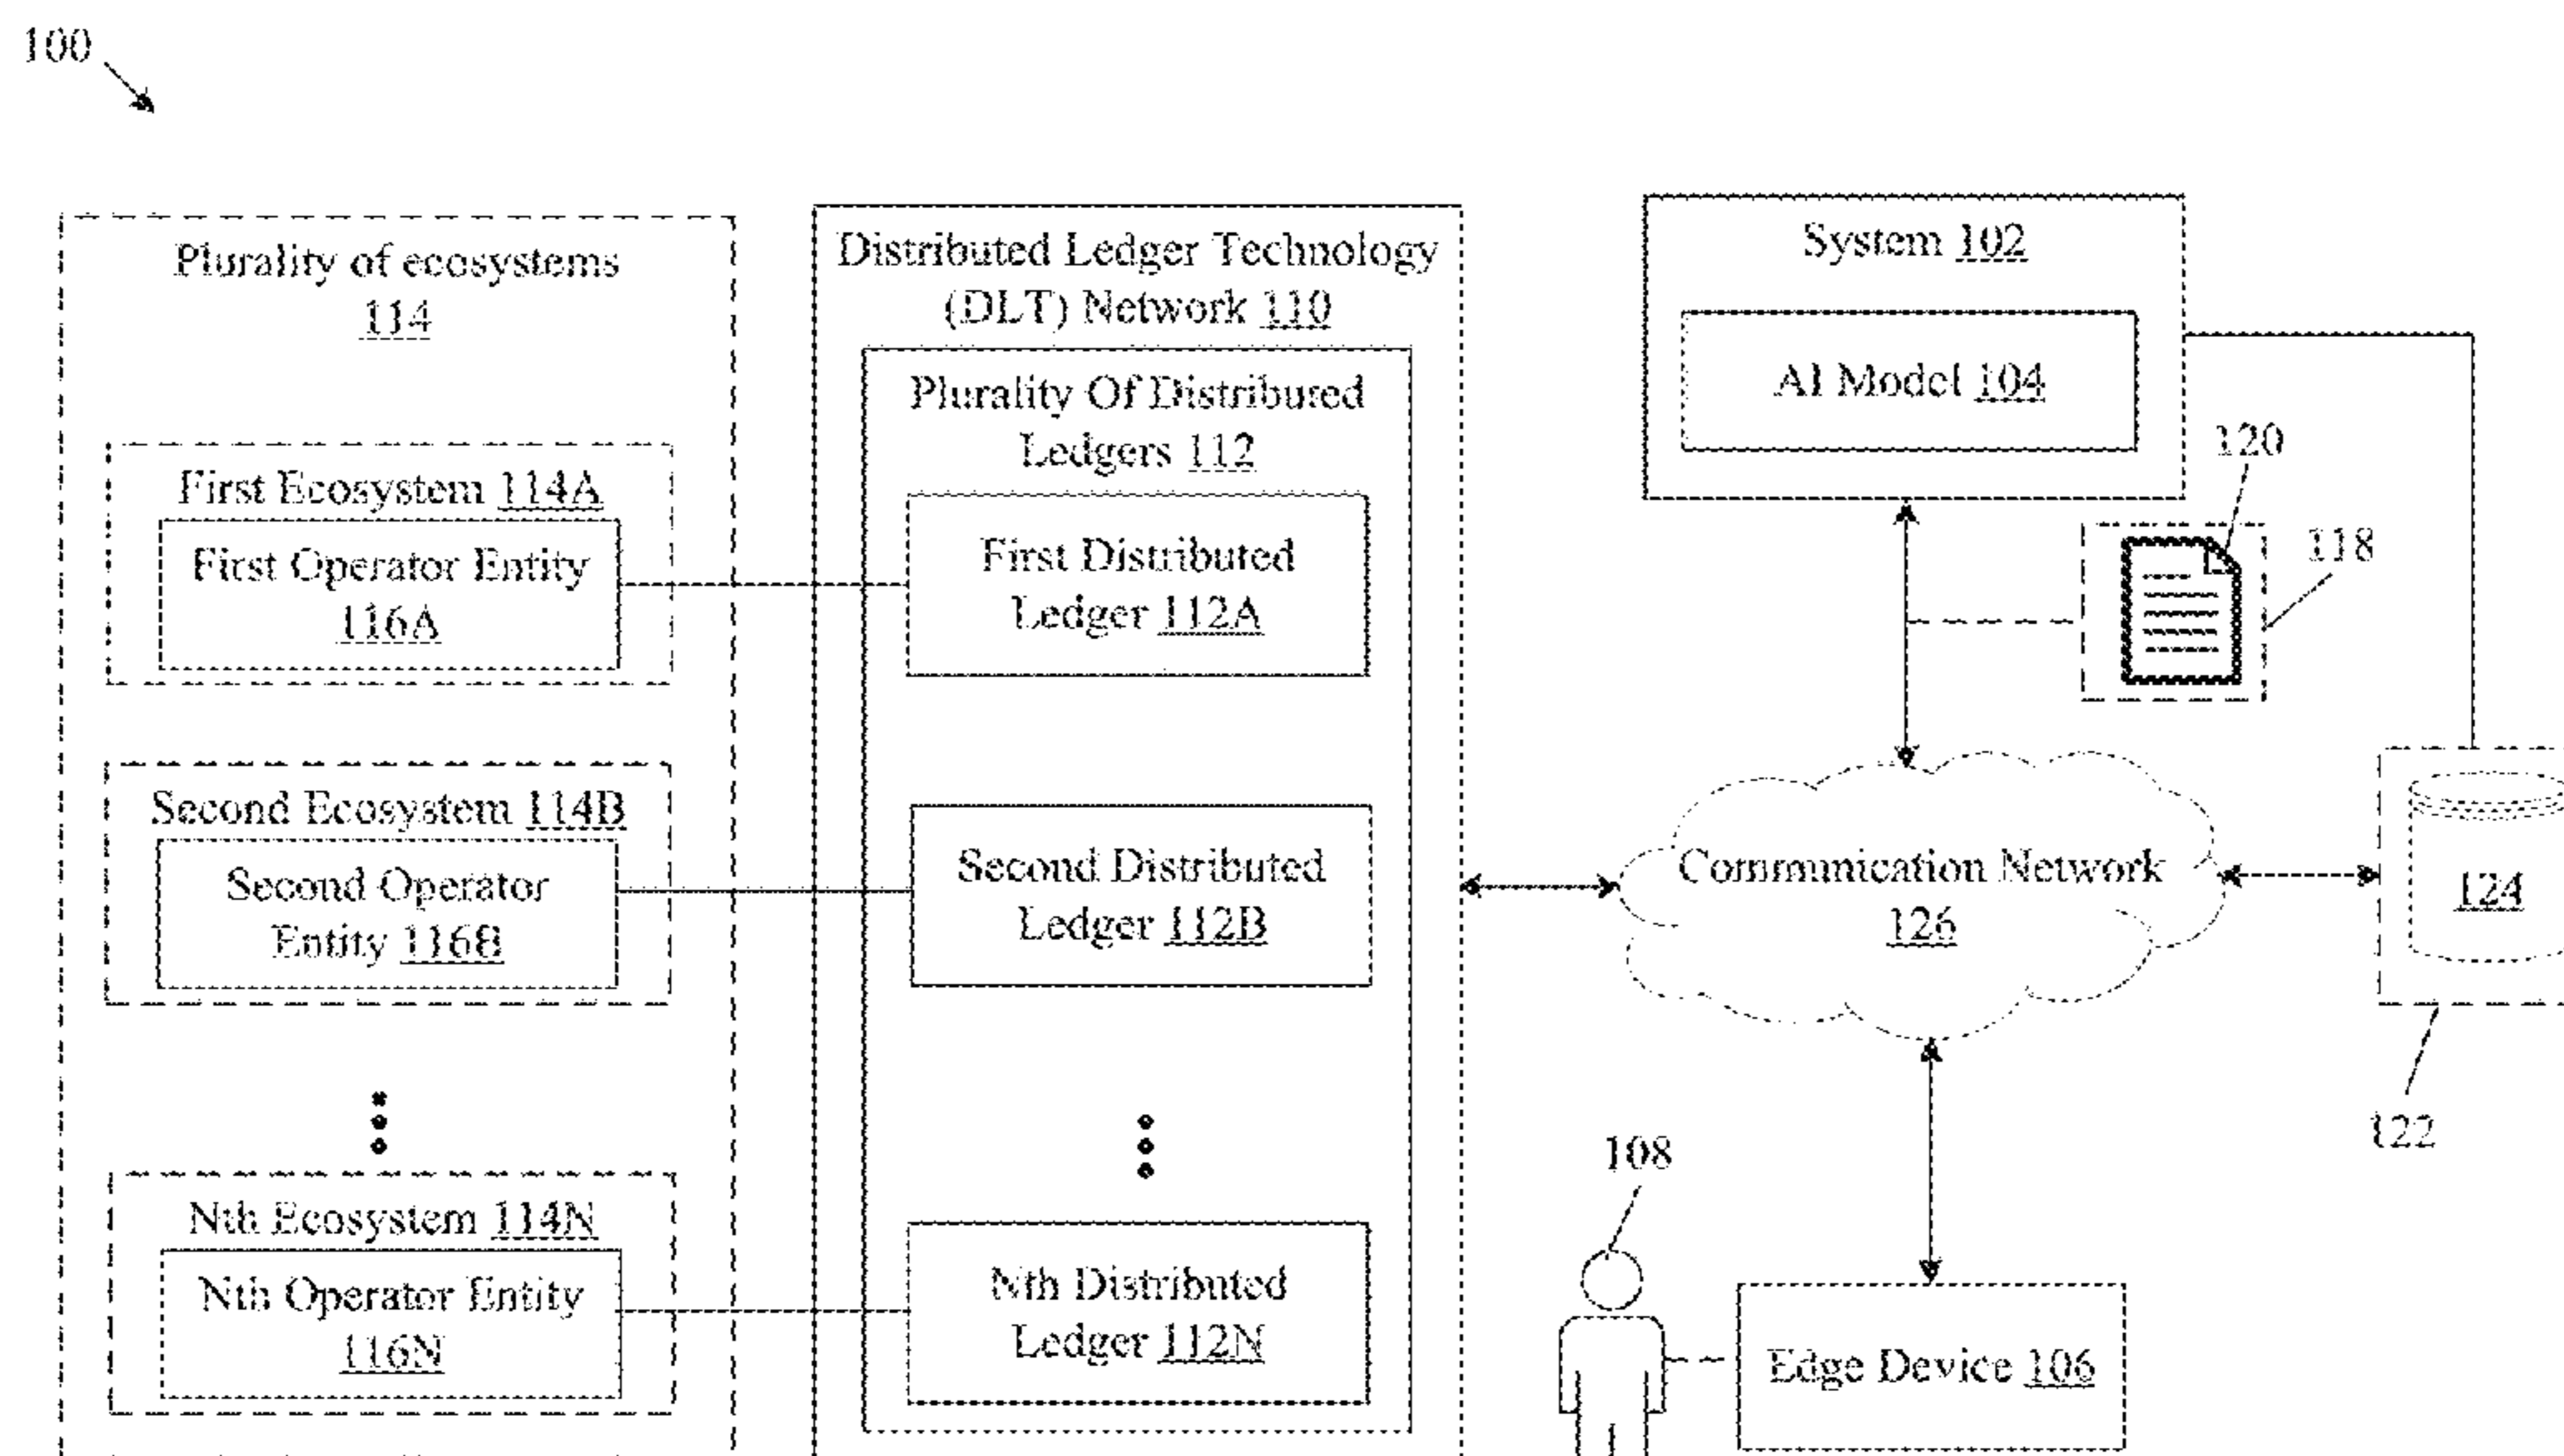 100
Plurality of ecosystems
114
First Ecosystem 114A
First Operator Entity
116A
Second Ecosystem 114B
Second Operator
Entity 116B
Nth Ecosystem 114N
Nth Operator Entity
116N
Distributed Ledger Technology
(DLT) Network 110
Plurality Of Distributed
Ledgers 112
First Distributed
Ledger 112A
Second Distributed
Ledger 112B
Nth Distributed
Ledger 112N
System 102
AI Model 104
120
118
Communication Network
126
124
122
108
Edge Device 106